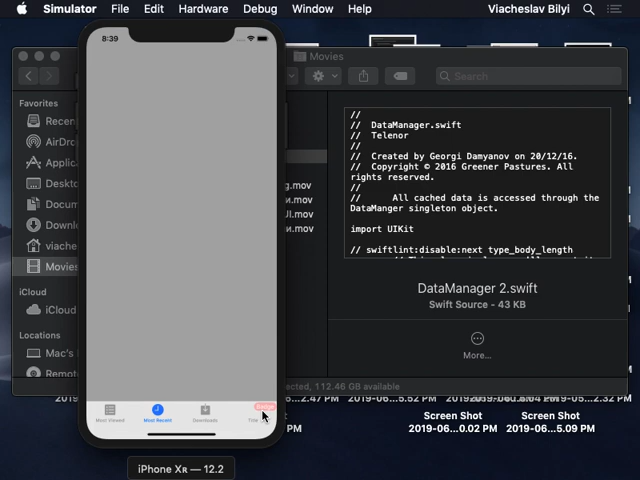 Simulator File Edit Hardware Debug Window Help Viacheslav Bilyi
8:39
Movies
Search
Favorites
Recen
AirDro
Applic
Deskto
Docum
Downlo
viache
Movies
iCloud
iCloud
Locations
Mac's
Remot
g.mov
и.mov
UI.mov
и.mov
//
// DataManager.swift
// Telenor
//
// Created by Georgi Damyanov on 20/12/16.
// Copyright © 2016 Greener Pastures. All
rights reserved.
//
// All cached data is accessed through the
DataManger singleton object.
import UIKit
// swiftlint:disable:next type_body_length
DataManager 2.swift
Swift Source - 43 KB
More...
ected, 112.46 GB available
Most Viewed
Most Recent
Downloads
Title
Screen Shot
2019-06...0.02 PM
Screen Shot
2019-06...5.09 PM
iPhone Xʀ — 12.2